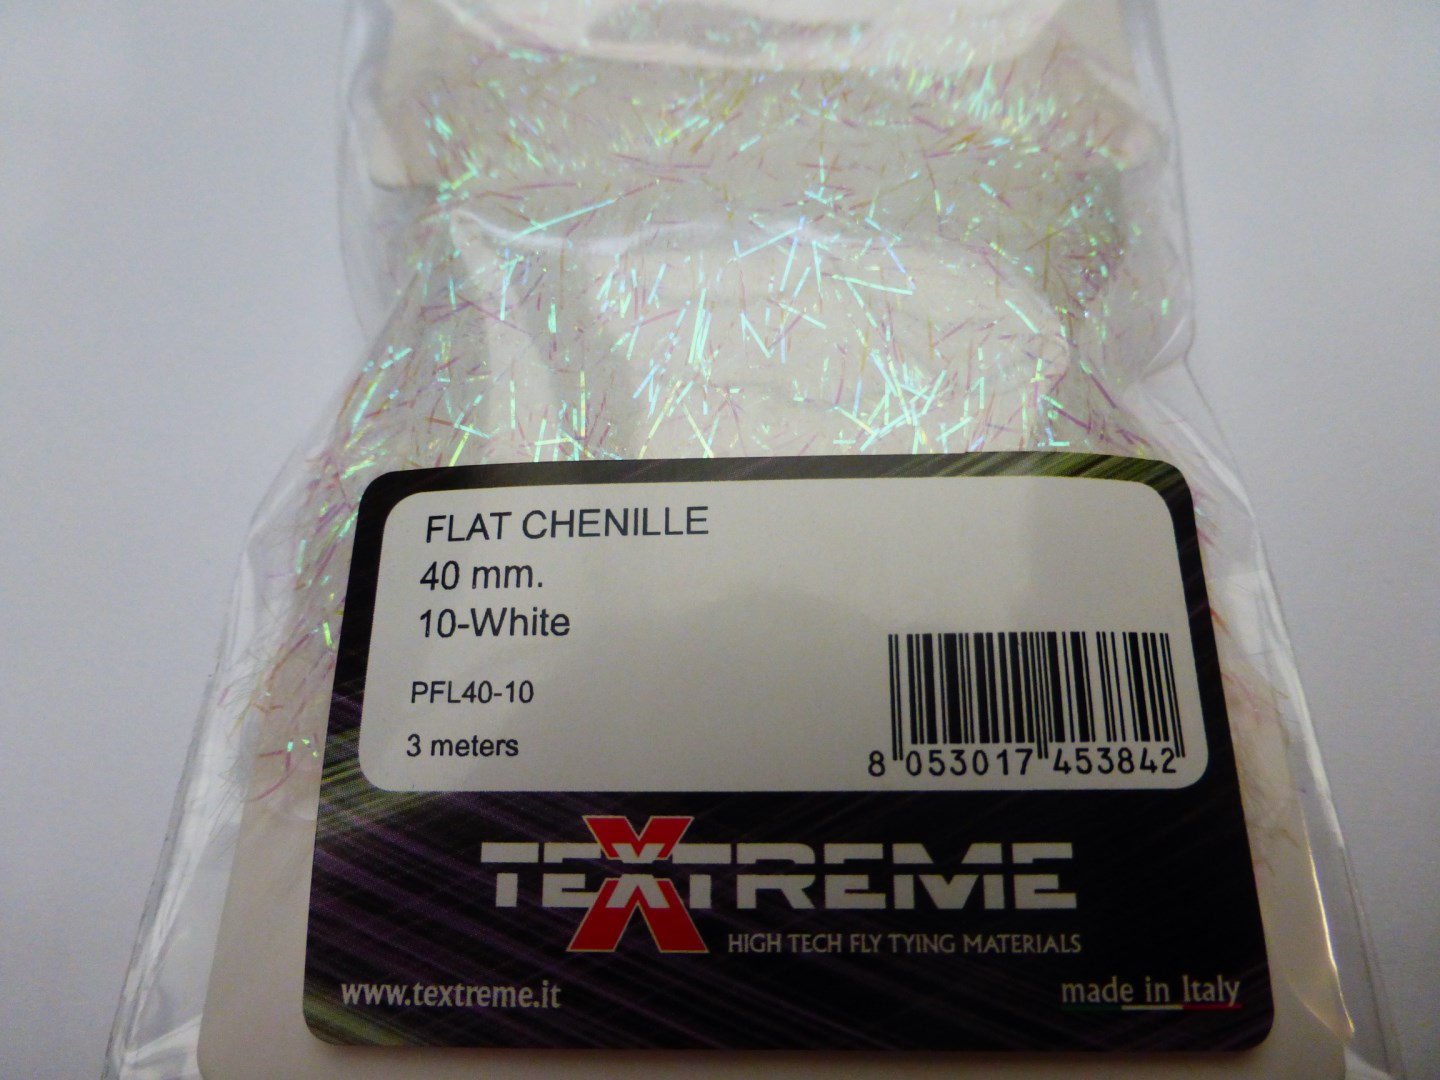 FLAT CHENILLE
40 mm.
10-White
PFL40-10
3 meters
8 053017 453842
TEXTREME
HIGH TECH FLY TYING MATERIALS
www.textreme.it
made in Italy